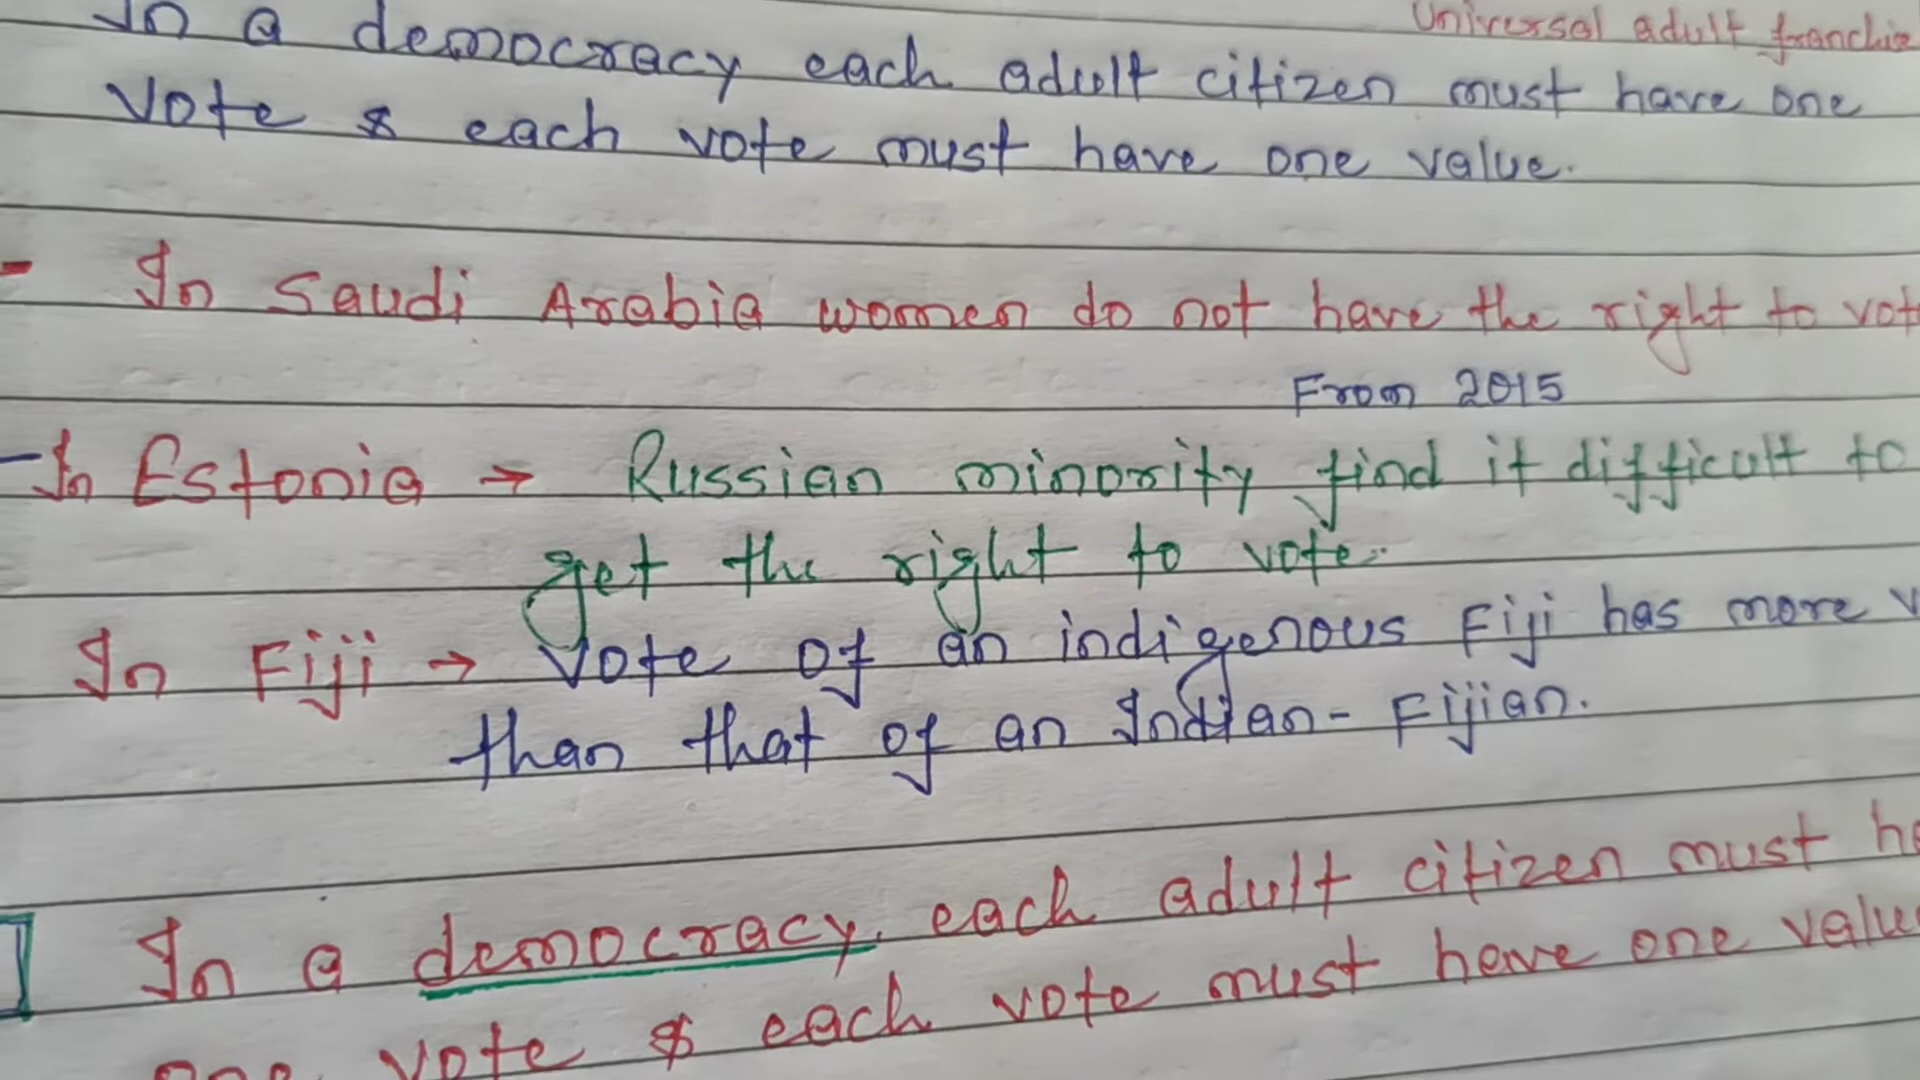 Universal adult franchise
In a democracy each adult citizen must have one
vote & each vote must have one value.
- In Saudi Arabia women do not have the right to vot
From 2015
- In Estonia → Russian minority find it difficult to
get the right to vote.
In Fiji → Vote of an indigenous Fiji has more v
than that of an Indian-Fijian.
In a democracy, each adult citizen must ha
one vote & each vote must have one value